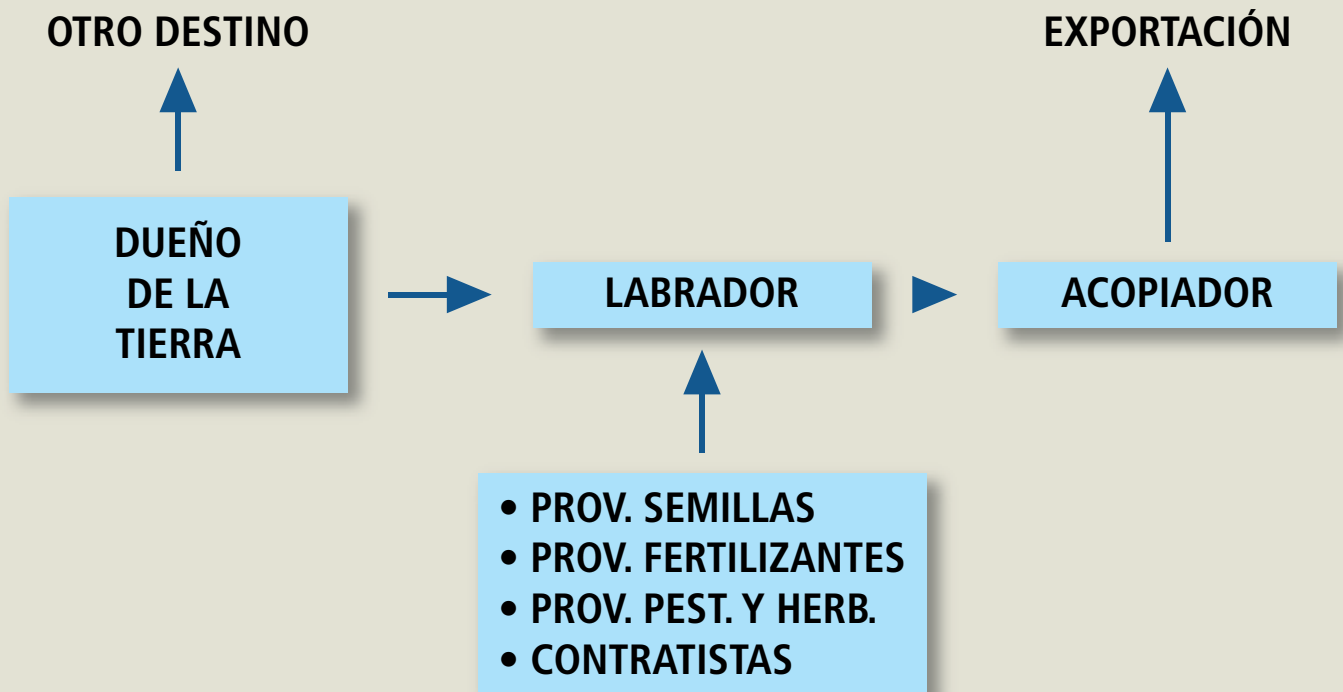 OTRO DESTINO
EXPORTACIÓN
DUEÑO
DE LA
TIERRA
LABRADOR
ACOPIADOR
• PROV. SEMILLAS
• PROV. FERTILIZANTES
• PROV. PEST. Y HERB.
• CONTRATISTAS